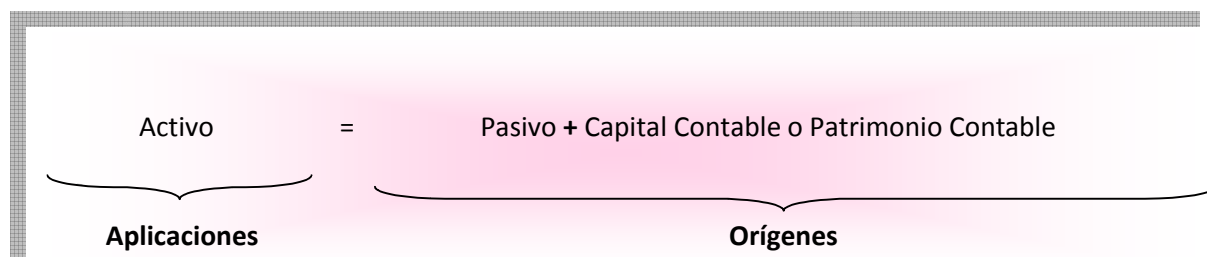 Activo = Pasivo + Capital Contable o Patrimonio Contable
Aplicaciones Orígenes